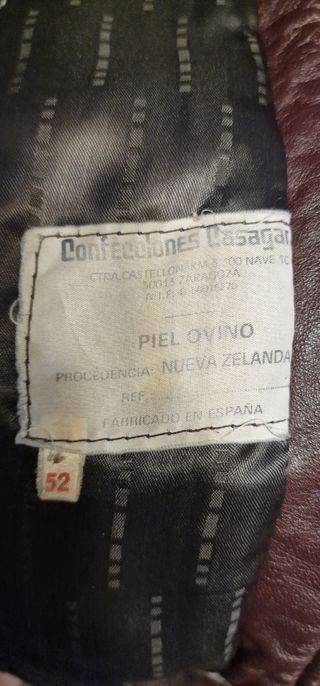 Confecciones Casagar
CTRA. CASTELLON, KM. 3,300 NAVE 10
50013 ZARAGOZA
N.I.F.
PIEL OVINO
PROCEDENCIA: NUEVA ZELANDA
REF.
FABRICADO EN ESPAÑA
52